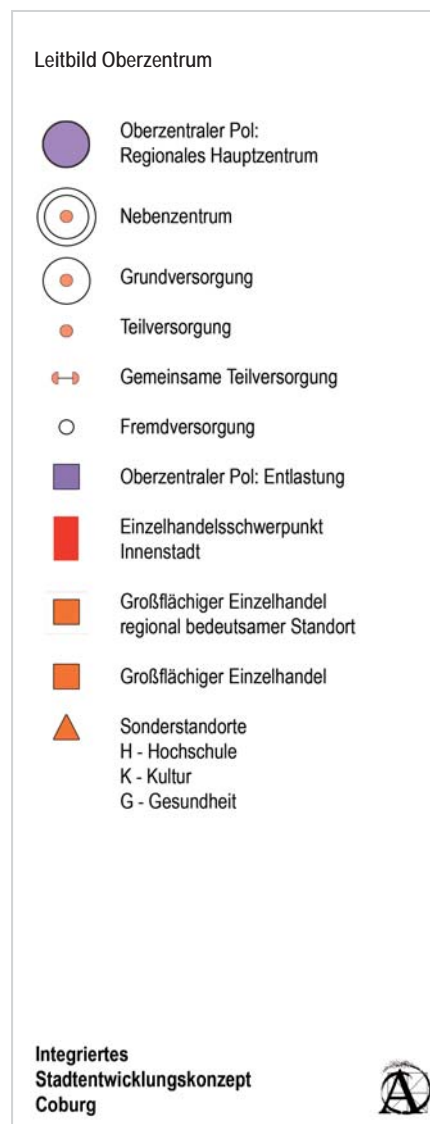 Leitbild Oberzentrum
Oberzentraler Pol:
Regionales Hauptzentrum
Nebenzentrum
Grundversorgung
Teilversorgung
Gemeinsame Teilversorgung
Fremdversorgung
Oberzentraler Pol: Entlastung
Einzelhandelsschwerpunkt
Innenstadt
Großflächiger Einzelhandel
regional bedeutsamer Standort
Großflächiger Einzelhandel
Sonderstandorte
H - Hochschule
K - Kultur
G - Gesundheit
Integriertes
Stadtentwicklungskonzept
Coburg
A